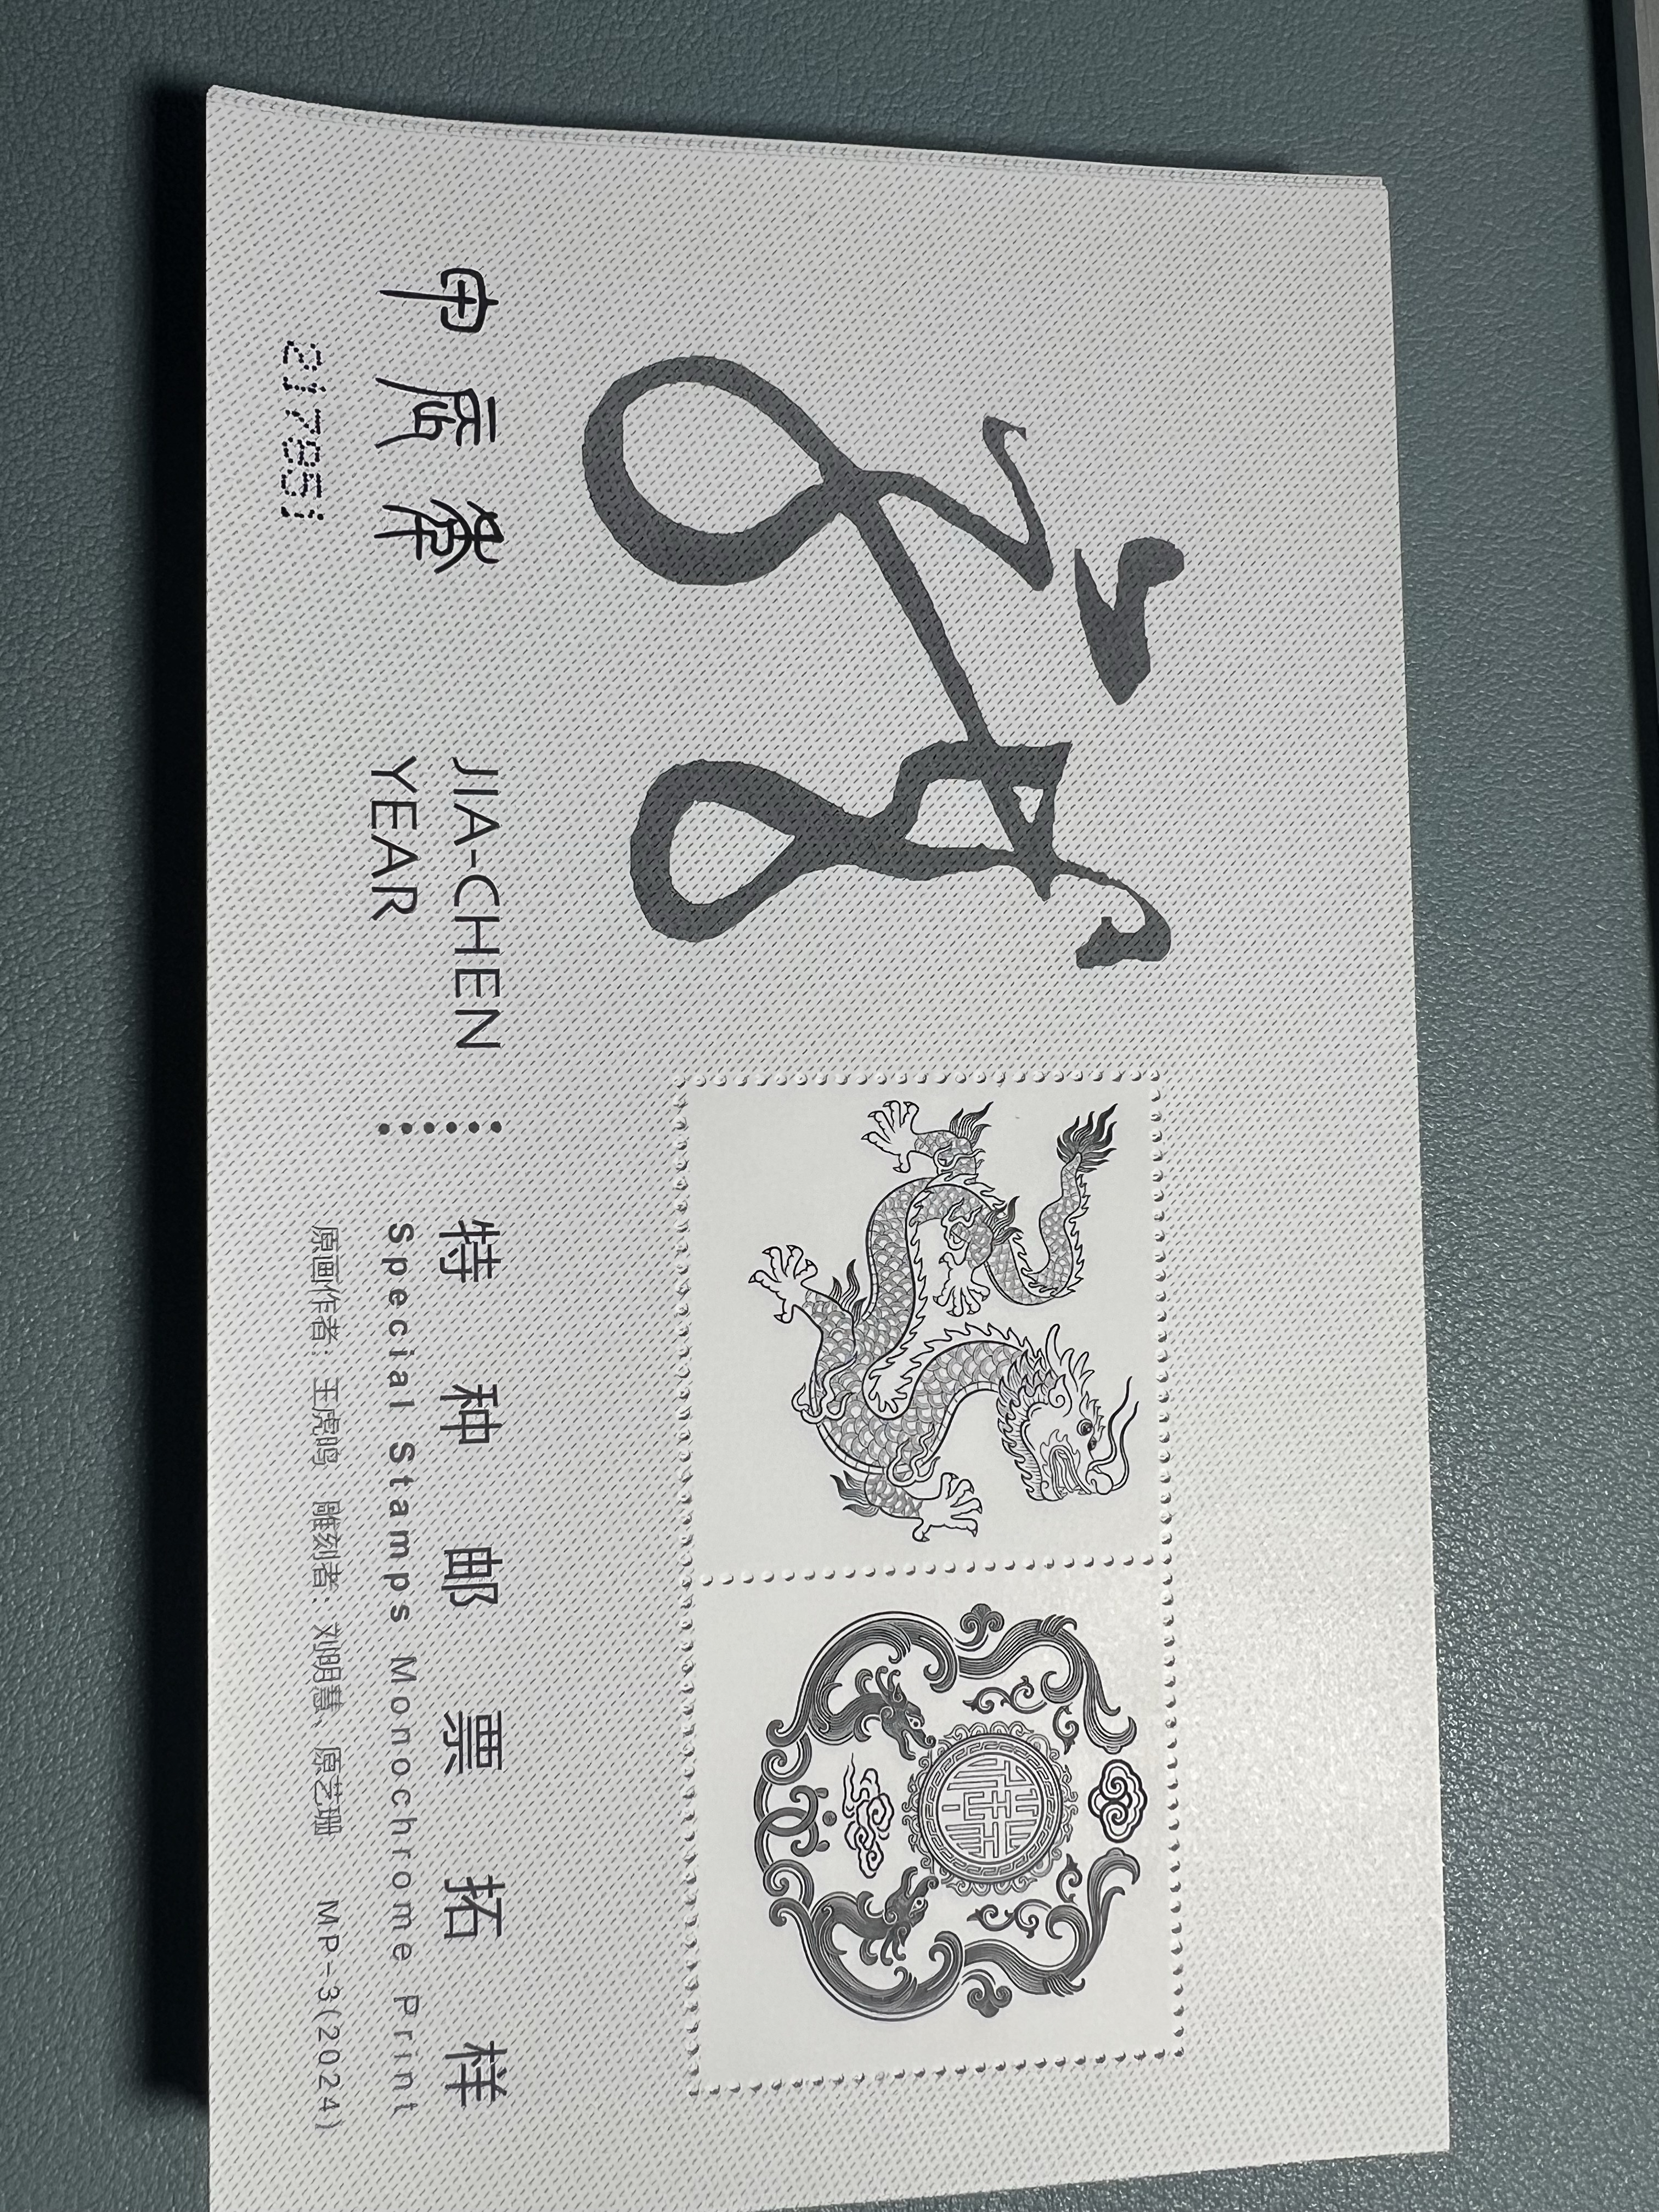 甲辰年
217851
JIA-CHEN
YEAR
特种邮票拓样
Special Stamps Monochrome Print
原画作者：王虎鸣 雕刻者：刘明慧、原艺珊 MP-3(2024)